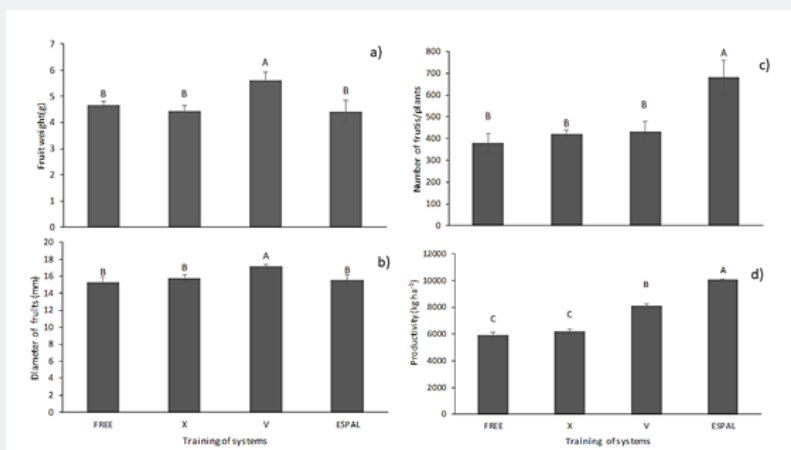 a)
Fruit weight(g)
7
6
5
4
3
2
1
0
B B A B
b)
Diameter of fruits (mm)
20
18
16
14
12
10
8
6
4
2
0
B B A B
FREE X V ESPAL
Training of systems
c)
Number of frutis/plants
800
700
600
500
400
300
200
100
0
B B B A
d)
Productivity (kg ha⁻¹)
12000
10000
8000
6000
4000
2000
0
C C B A
FREE X V ESPAL
Training of systems